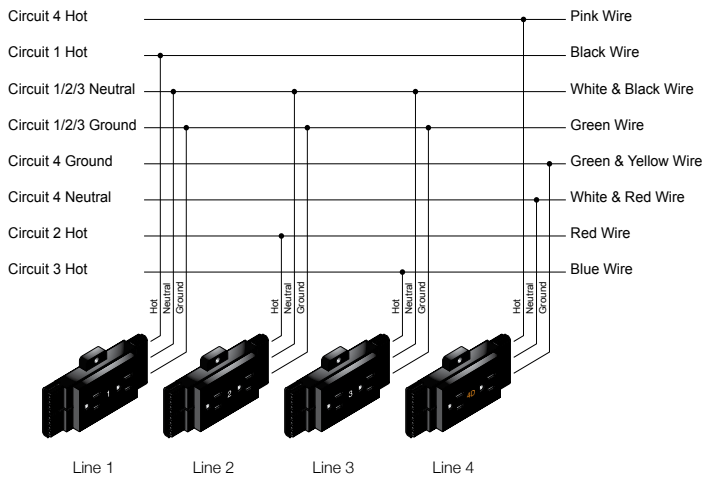 Circuit 4 Hot Pink Wire
Circuit 1 Hot Black Wire
Circuit 1/2/3 Neutral White & Black Wire
Circuit 1/2/3 Ground Green Wire
Circuit 4 Ground Green & Yellow Wire
Circuit 4 Neutral White & Red Wire
Circuit 2 Hot Red Wire
Circuit 3 Hot Blue Wire
Hot Neutral Ground Hot Neutral Ground Hot Neutral Ground Hot Neutral Ground
1 2 3 4D
Line 1 Line 2 Line 3 Line 4